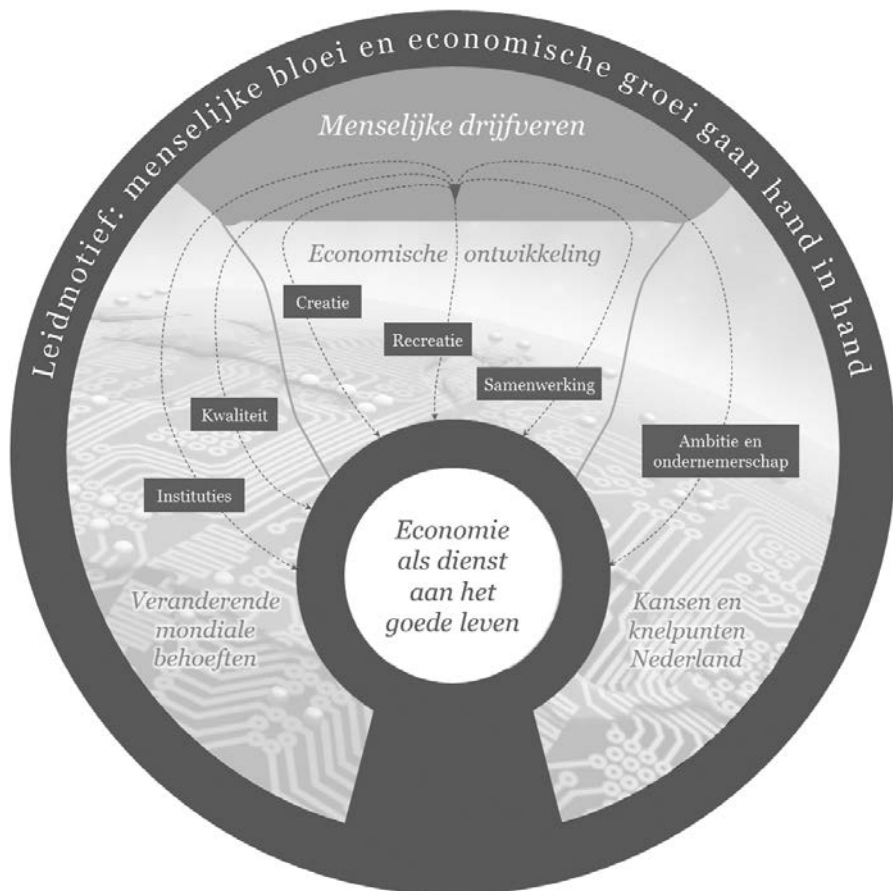 Leidmotief: menselijke bloei en economische groei gaan hand in hand
Menselijke drijfveren
Economische ontwikkeling
Creatie
Recreatie
Samenwerking
Kwaliteit
Ambitie en
ondernemerschap
Instituties
Economie
als dienst
aan het
goede leven
Veranderende
mondiale
behoeften
Kansen en
knelpunten
Nederland